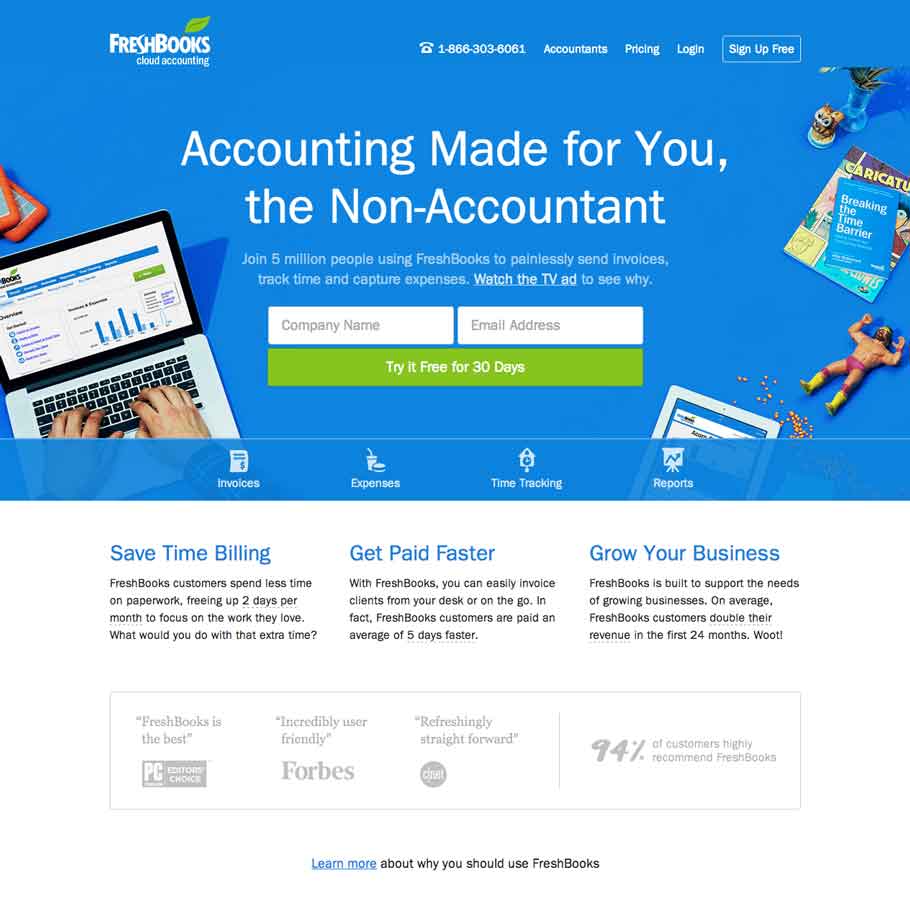 FRESHBOOKS
cloud accounting
1-866-303-6061 Accountants Pricing Login Sign Up Free
Accounting Made for You,
the Non-Accountant
Join 5 million people using FreshBooks to painlessly send invoices,
track time and capture expenses. Watch the TV ad to see why.
Company Name Email Address
Try it Free for 30 Days
CARICATU
Breaking
the
Time
Barrier
Overview
Invoices & Expenses
Invoices Expenses Time Tracking Reports
Save Time Billing
FreshBooks customers spend less time
on paperwork, freeing up 2 days per
month to focus on the work they love.
What would you do with that extra time?
Get Paid Faster
With FreshBooks, you can easily invoice
clients from your desk or on the go. In
fact, FreshBooks customers are paid an
average of 5 days faster.
Grow Your Business
FreshBooks is built to support the needs
of growing businesses. On average,
FreshBooks customers double their
revenue in the first 24 months. Woot!
“FreshBooks is
the best”
PC EDITORS'
CHOICE
“Incredibly user
friendly”
Forbes
“Refreshingly
straight forward”
c|net
94% of customers highly
recommend FreshBooks
Learn more about why you should use FreshBooks